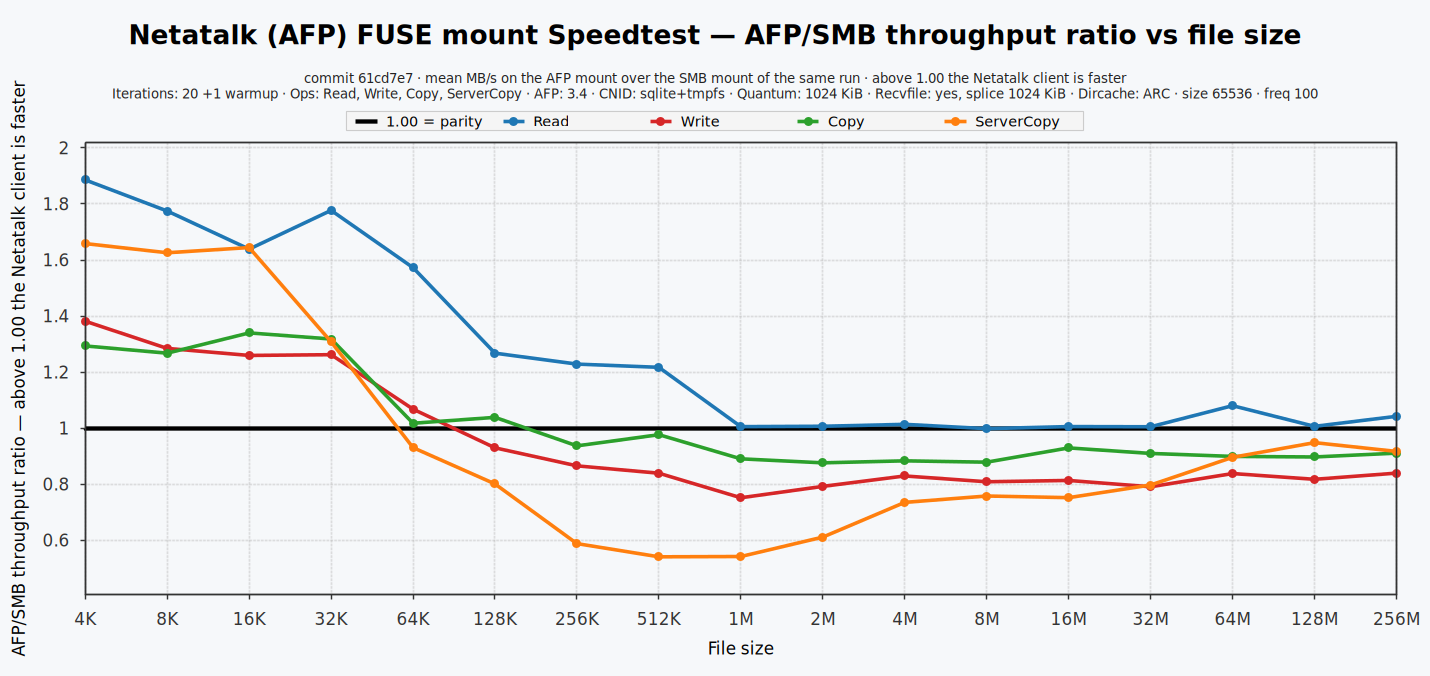 Netatalk (AFP) FUSE mount Speedtest — AFP/SMB throughput ratio vs file size
commit 61cd7e7 · mean MB/s on the AFP mount over the SMB mount of the same run · above 1.00 the Netatalk client is faster
Iterations: 20 +1 warmup · Ops: Read, Write, Copy, ServerCopy · AFP: 3.4 · CNID: sqlite+tmpfs · Quantum: 1024 KiB · Recvfile: yes, splice 1024 KiB · Dircache: ARC · size 65536 · freq 100
1.00 = parity Read Write Copy ServerCopy
AFP/SMB throughput ratio — above 1.00 the Netatalk client is faster
2
1.8
1.6
1.4
1.2
1
0.8
0.6
4K 8K 16K 32K 64K 128K 256K 512K 1M 2M 4M 8M 16M 32M 64M 128M 256M
File size